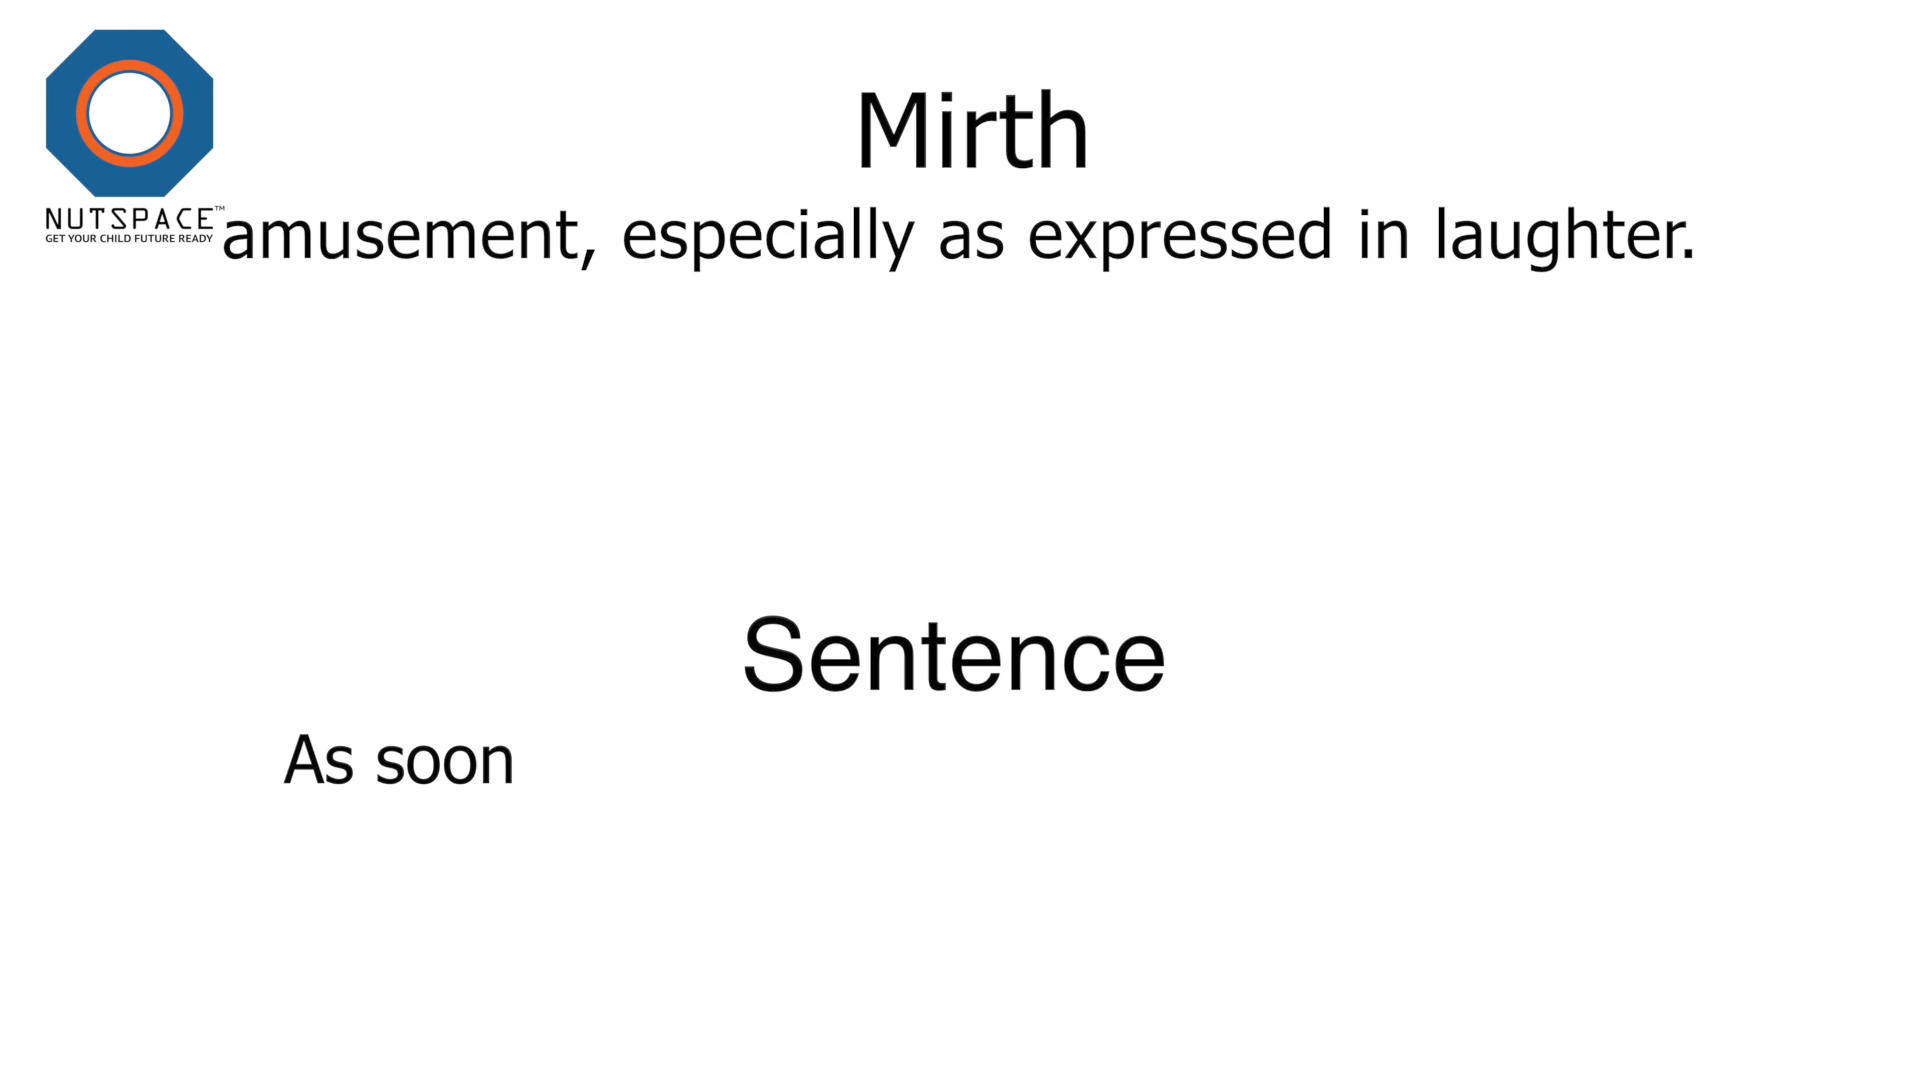 Mirth
NUTSPACE™
GET YOUR CHILD FUTURE READY
amusement, especially as expressed in laughter.
Sentence
As soon